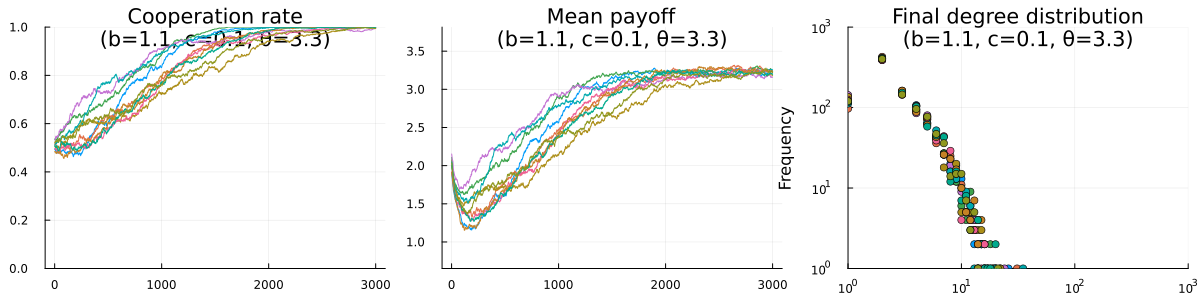 Cooperation rate
(b=1.1, c=0.1, θ=3.3)
1.0
0.8
0.6
0.4
0.2
0.0
0 1000 2000 3000
Mean payoff
(b=1.1, c=0.1, θ=3.3)
3.5
3.0
2.5
2.0
1.5
1.0
0 1000 2000 3000
Final degree distribution
(b=1.1, c=0.1, θ=3.3)
Frequency
10³
10²
10¹
10⁰
10⁰ 10¹ 10² 10³